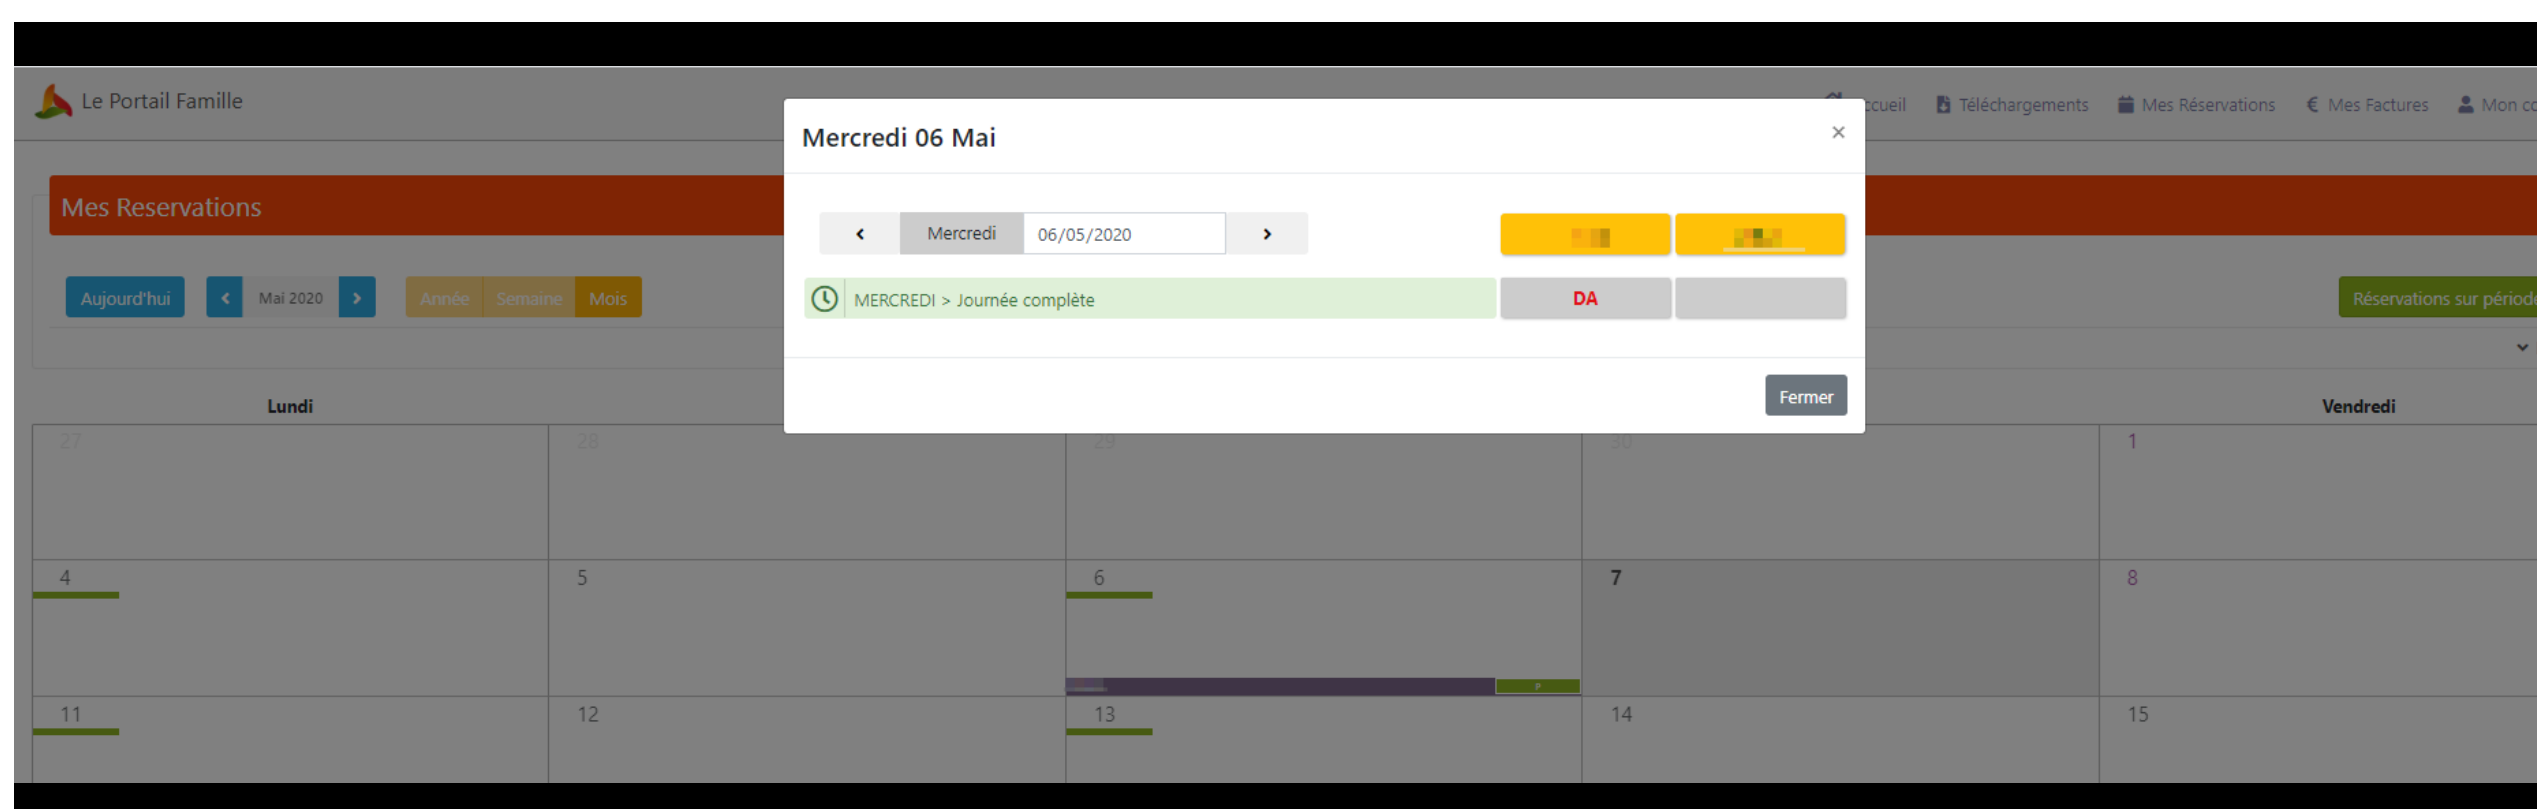 Le Portail Famille
ccueil Téléchargements Mes Réservations € Mes Factures Mon co
Mercredi 06 Mai ×
Mes Reservations
Mercredi 06/05/2020
Aujourd'hui Mai 2020 Année Semaine Mois
MERCREDI > Journée complète DA
Réservations sur période
Fermer
Lundi Vendredi
27 28 29 30 1
4 5 6 7 8
P
11 12 13 14 15